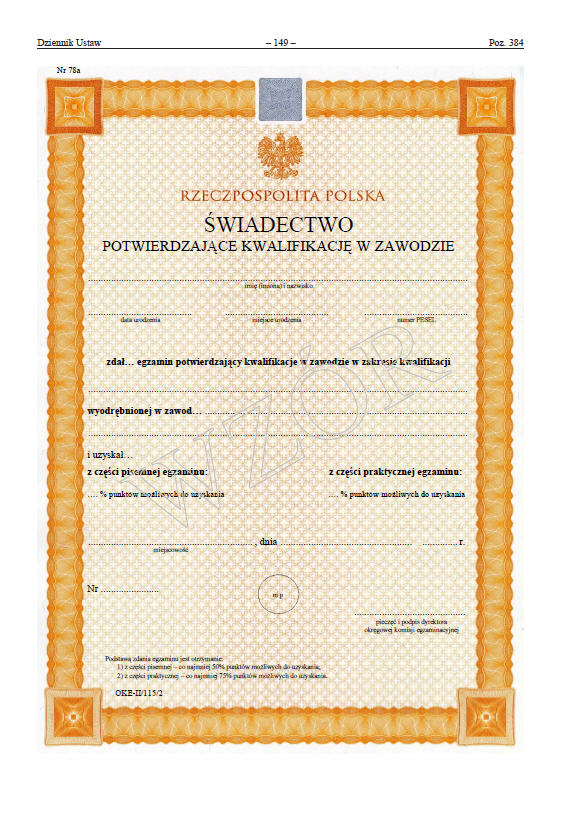 Dziennik Ustaw – 149 – Poz. 384
Nr 78a
RZECZPOSPOLITA POLSKA
ŚWIADECTWO
POTWIERDZAJĄCE KWALIFIKACJĘ W ZAWODZIE
imię (imiona) i nazwisko
data urodzenia miejsce urodzenia numer PESEL
zdał… egzamin potwierdzający kwalifikacje w zawodzie w zakresie kwalifikacji
wyodrębnionej w zawod…
i uzyskał…
z części pisemnej egzaminu: z części praktycznej egzaminu:
…. % punktów możliwych do uzyskania …. % punktów możliwych do uzyskania
, dnia r.
miejscowość
Nr
m p
pieczęć i podpis dyrektora
okręgowej komisji egzaminacyjnej
Podstawą zdania egzaminu jest otrzymanie:
1) z części pisemnej – co najmniej 50% punktów możliwych do uzyskania;
2) z części praktycznej – co najmniej 75% punktów możliwych do uzyskania.
OKE-II/115/2
WZÓR